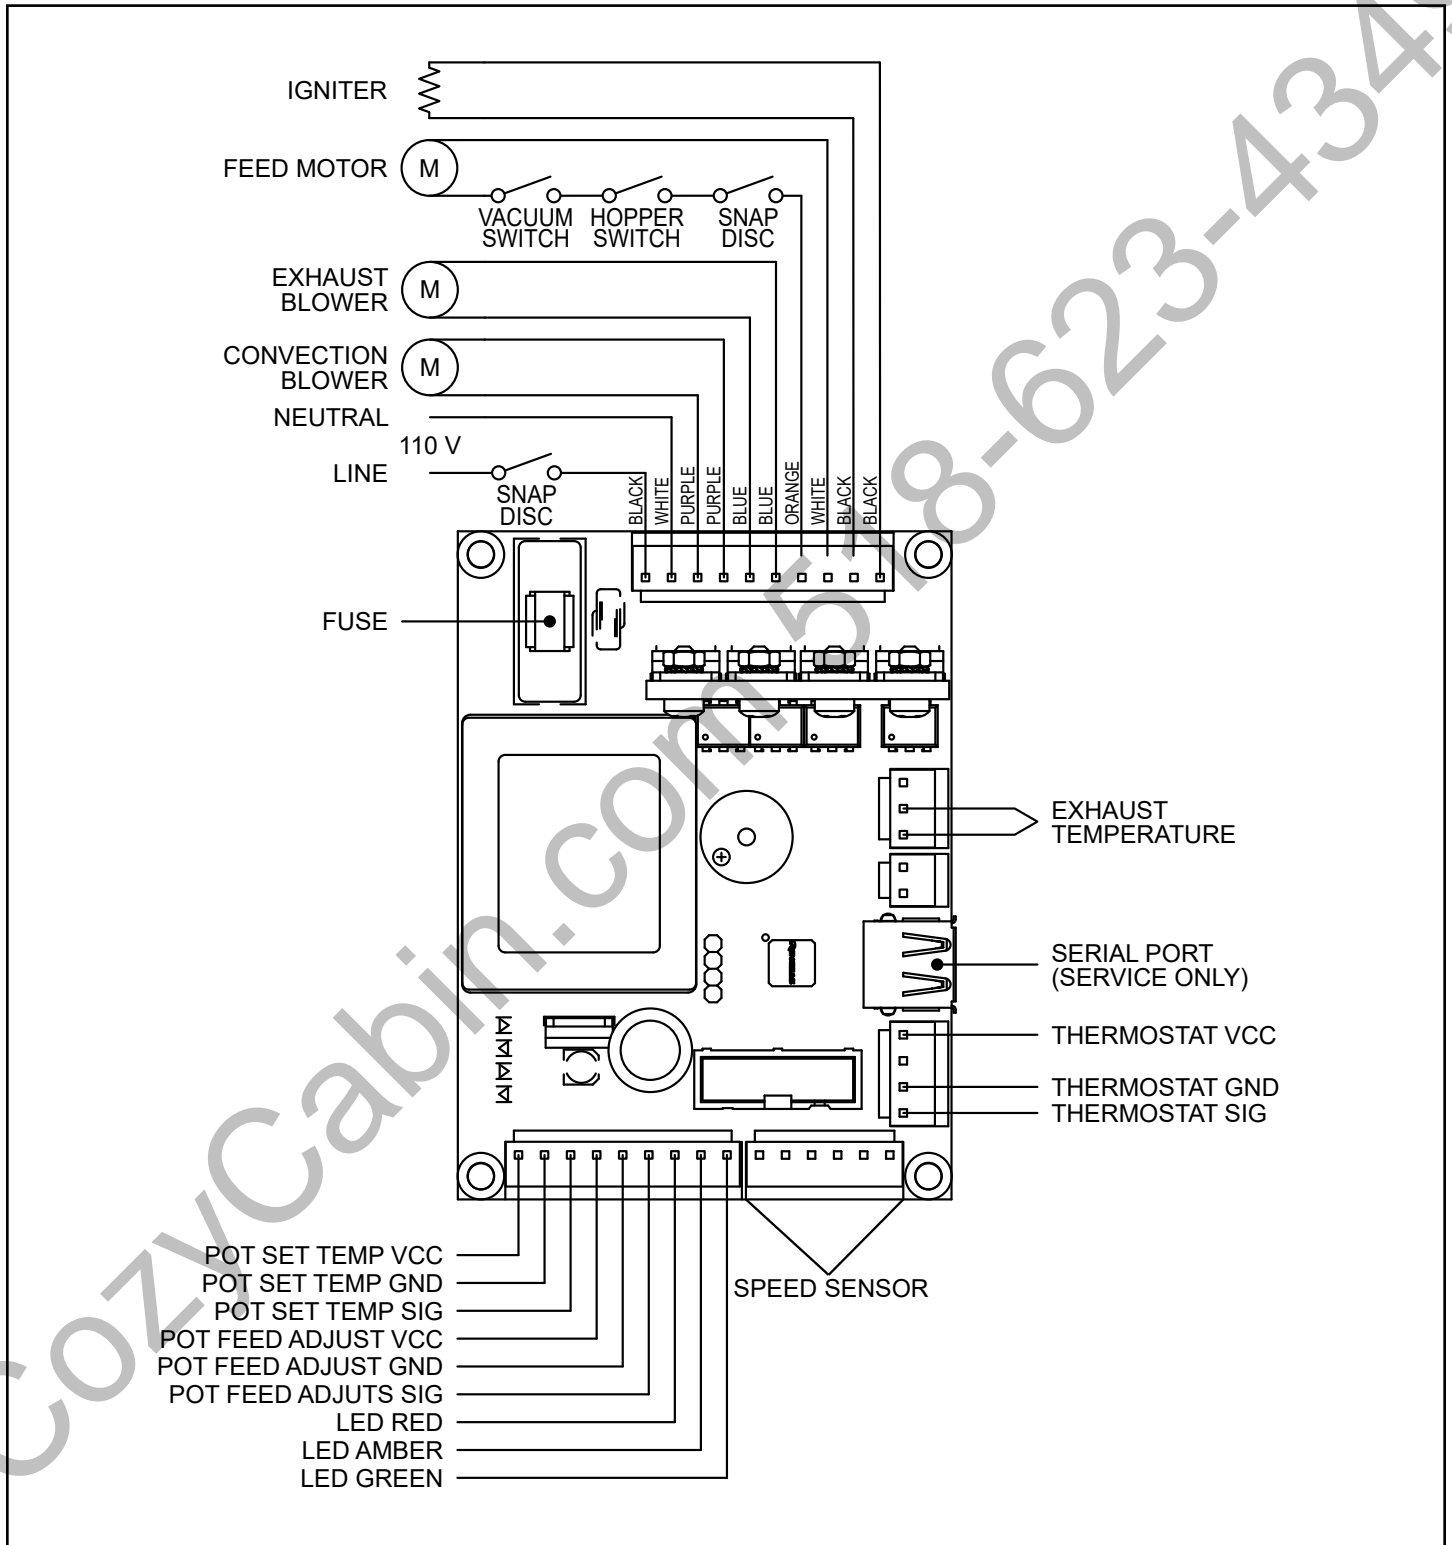 IGNITER
FEED MOTOR
M
VACUUM
SWITCH
HOPPER
SWITCH
SNAP
DISC
EXHAUST
BLOWER
M
CONVECTION
BLOWER
M
NEUTRAL
110 V
LINE
SNAP
DISC
BLACK
WHITE
PURPLE
PURPLE
BLUE
BLUE
ORANGE
WHITE
BLACK
BLACK
FUSE
EXHAUST
TEMPERATURE
SERIAL PORT
(SERVICE ONLY)
THERMOSTAT VCC
THERMOSTAT GND
THERMOSTAT SIG
POT SET TEMP VCC
POT SET TEMP GND
POT SET TEMP SIG
POT FEED ADJUST VCC
POT FEED ADJUST GND
POT FEED ADJUTS SIG
LED RED
LED AMBER
LED GREEN
SPEED SENSOR
CozyCabin.com 518-623-434